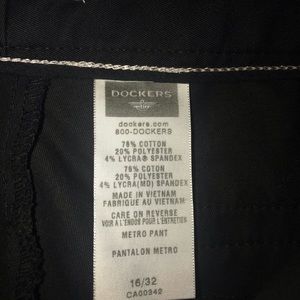 DOCKERS
dockers.com
800-DOCKERS
76% COTTON
20% POLYESTER
4% LYCRA® SPANDEX
76% COTON
20% POLYESTER
4% LYCRA(MD) SPANDEX
MADE IN VIETNAM
FABRIQUE EN VIETNAM
CARE ON REVERSE
VOIR A L'ENDOS POUR L'ENTRETIEN
METRO PANT
PANTALON METRO
16/32
CA00342